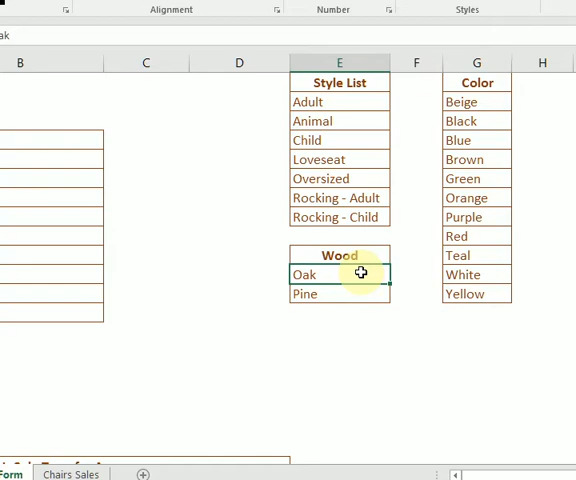 Alignment Number Styles
ak
B C D E F G H
Style List Color
Adult Beige
Animal Black
Child Blue
Loveseat Brown
Oversized Green
Rocking - Adult Orange
Rocking - Child Purple
Red
Wood Teal
Oak White
Pine Yellow
Form Chairs Sales